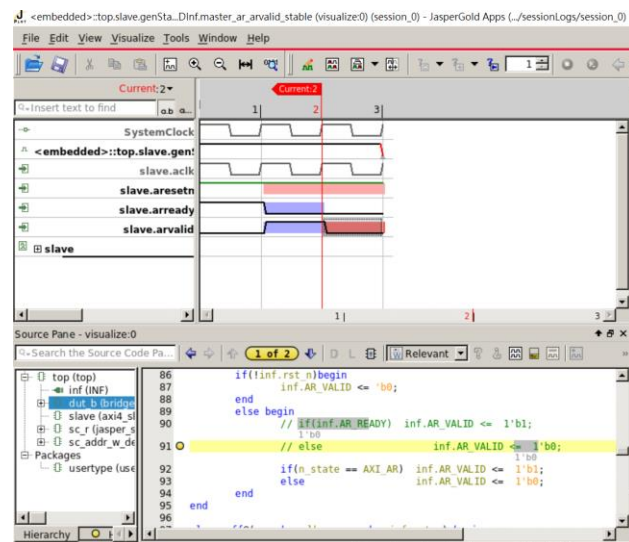 <embedded>::top.slave.genSta...DInf.master_ar_arvalid_stable (visualize:0) (session_0) - JasperGold Apps (.../sessionLogs/session_0)
File Edit View Visualize Tools Window Help
1
Current:2
Current:2
Insert text to find
a.b a...
1 2 3
SystemClock
<embedded>::top.slave.gen
slave.aclk
slave.aresetn
slave.arready
slave.arvalid
slave
1 2 3
Source Pane - visualize:0
Search the Source Code Pa... 1 of 2 D L Relevant
top (top)
inf (INF)
dut_b (bridge
slave (axi4_sl
sc_r (jasper_s
sc_addr_w_de
Packages
usertype (use
Hierarchy
86 if(!inf.rst_n)begin
87 inf.AR_VALID <= 'b0;
88 end
89 else begin
90 // if(inf.AR_READY) inf.AR_VALID <= 1'b1;
1'b0
91 // else inf.AR_VALID <= 1'b0;
1'b0
92 if(n_state == AXI_AR) inf.AR_VALID <= 1'b1;
93 else inf.AR_VALID <= 1'b0;
94 end
95 end
96